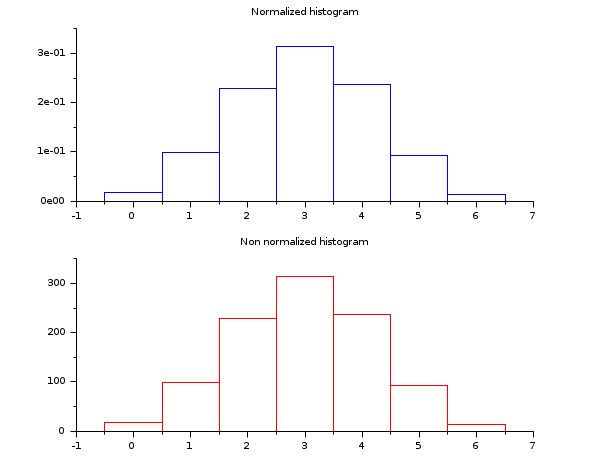 Normalized histogram
3e-01
2e-01
1e-01
0e00
-1 0 1 2 3 4 5 6 7
Non normalized histogram
300
200
100
0
-1 0 1 2 3 4 5 6 7